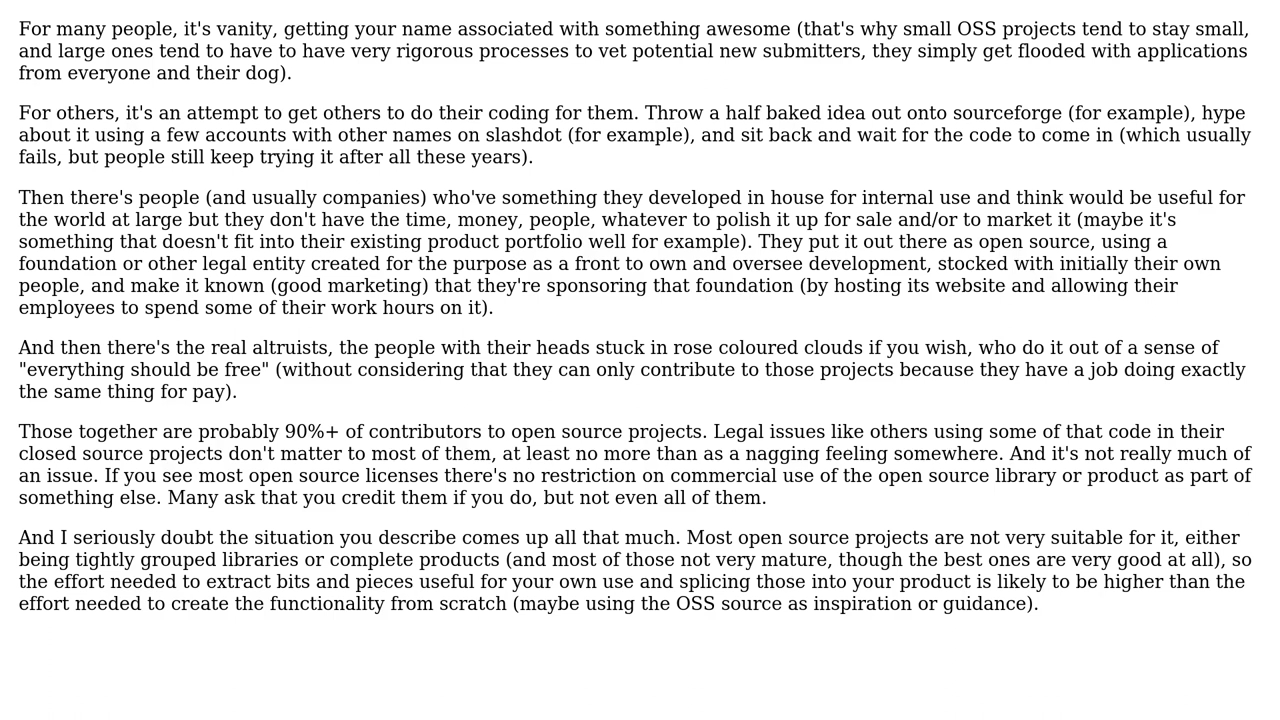 For many people, it's vanity, getting your name associated with something awesome (that's why small OSS projects tend to stay small,
and large ones tend to have to have very rigorous processes to vet potential new submitters, they simply get flooded with applications
from everyone and their dog).
For others, it's an attempt to get others to do their coding for them. Throw a half baked idea out onto sourceforge (for example), hype
about it using a few accounts with other names on slashdot (for example), and sit back and wait for the code to come in (which usually
fails, but people still keep trying it after all these years).
Then there's people (and usually companies) who've something they developed in house for internal use and think would be useful for
the world at large but they don't have the time, money, people, whatever to polish it up for sale and/or to market it (maybe it's
something that doesn't fit into their existing product portfolio well for example). They put it out there as open source, using a
foundation or other legal entity created for the purpose as a front to own and oversee development, stocked with initially their own
people, and make it known (good marketing) that they're sponsoring that foundation (by hosting its website and allowing their
employees to spend some of their work hours on it).
And then there's the real altruists, the people with their heads stuck in rose coloured clouds if you wish, who do it out of a sense of
"everything should be free" (without considering that they can only contribute to those projects because they have a job doing exactly
the same thing for pay).
Those together are probably 90%+ of contributors to open source projects. Legal issues like others using some of that code in their
closed source projects don't matter to most of them, at least no more than as a nagging feeling somewhere. And it's not really much of
an issue. If you see most open source licenses there's no restriction on commercial use of the open source library or product as part of
something else. Many ask that you credit them if you do, but not even all of them.
And I seriously doubt the situation you describe comes up all that much. Most open source projects are not very suitable for it, either
being tightly grouped libraries or complete products (and most of those not very mature, though the best ones are very good at all), so
the effort needed to extract bits and pieces useful for your own use and splicing those into your product is likely to be higher than the
effort needed to create the functionality from scratch (maybe using the OSS source as inspiration or guidance).